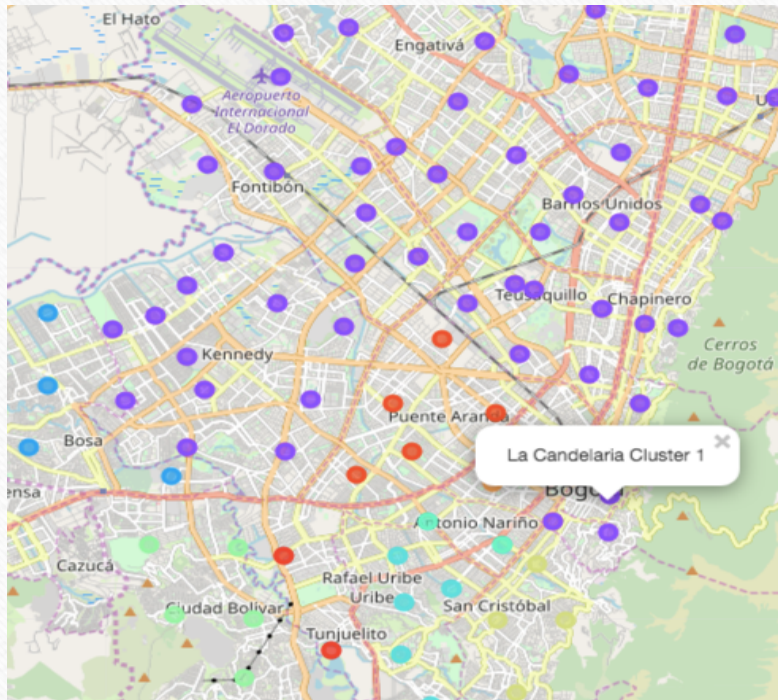 El Hato
Engativá
Aeropuerto
Internacional
El Dorado
Fontibón
Barrios Unidos
U
Teusaquillo
Chapinero
Cerros
de Bogotá
Kennedy
Puente Aranda
Bosa
La Candelaria Cluster 1
ensa
Bogotá
Antonio Nariño
Cazucá
Rafael Uribe
Uribe
Ciudad Bolívar
San Cristóbal
Tunjuelito